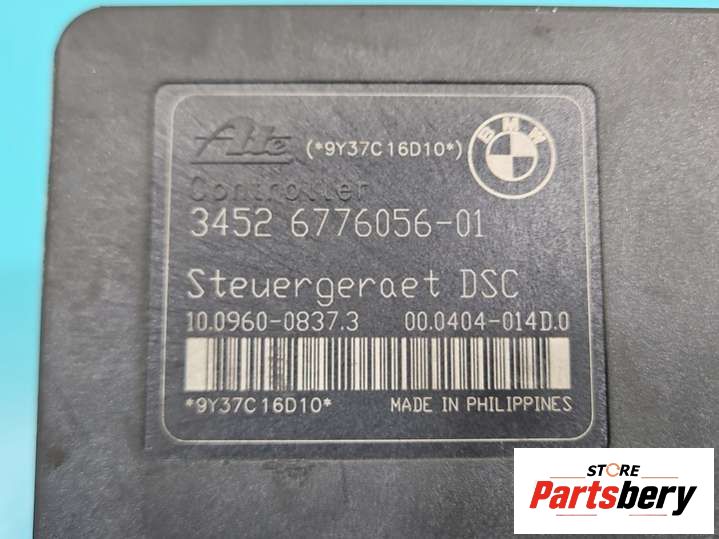 Ate (*9Y37C16D10*) BMW
Controller
3452 6776056-01
Steuergeraet DSC
10.0960-0837.3 00.0404-014D.0
*9Y37C16D10* MADE IN PHILIPPINES
STORE
Partsbery